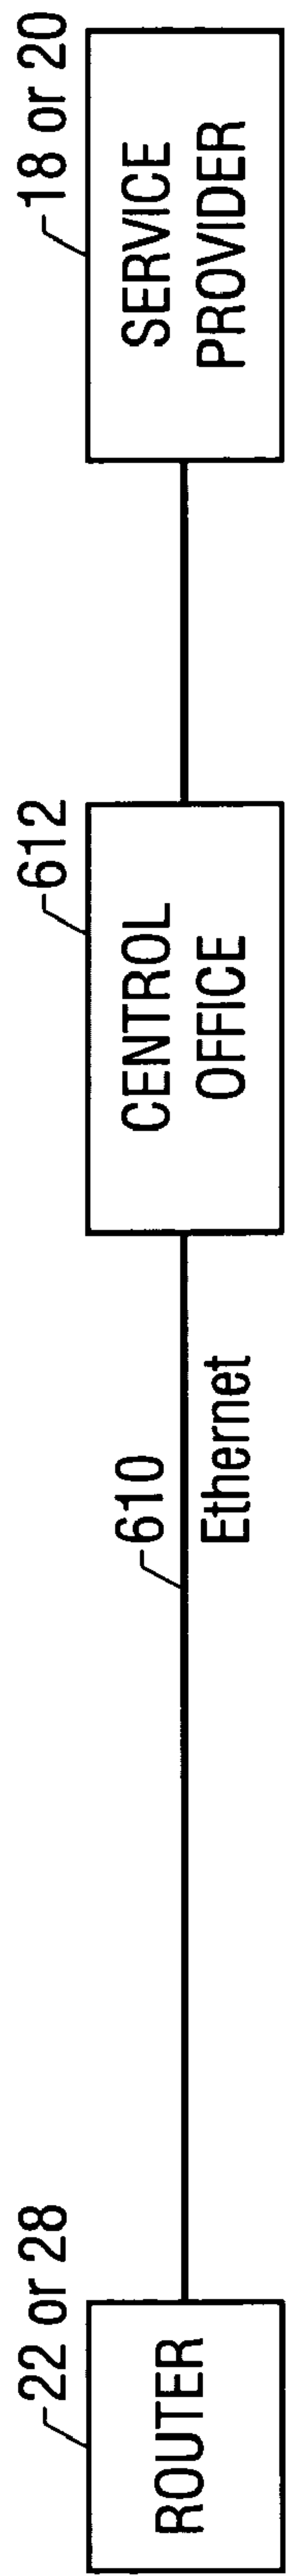 22 or 28
ROUTER
610
Ethernet
612
CENTROL
OFFICE
18 or 20
SERVICE
PROVIDER